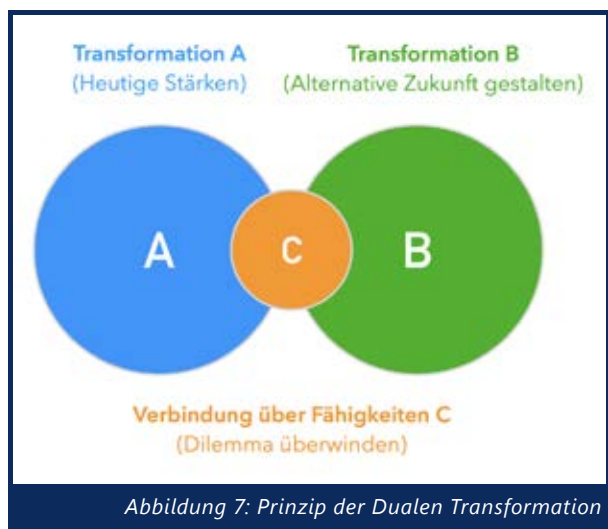 Transformation A
(Heutige Stärken)
Transformation B
(Alternative Zukunft gestalten)
A
C
B
Verbindung über Fähigkeiten C
(Dilemma überwinden)
Abbildung 7: Prinzip der Dualen Transformation